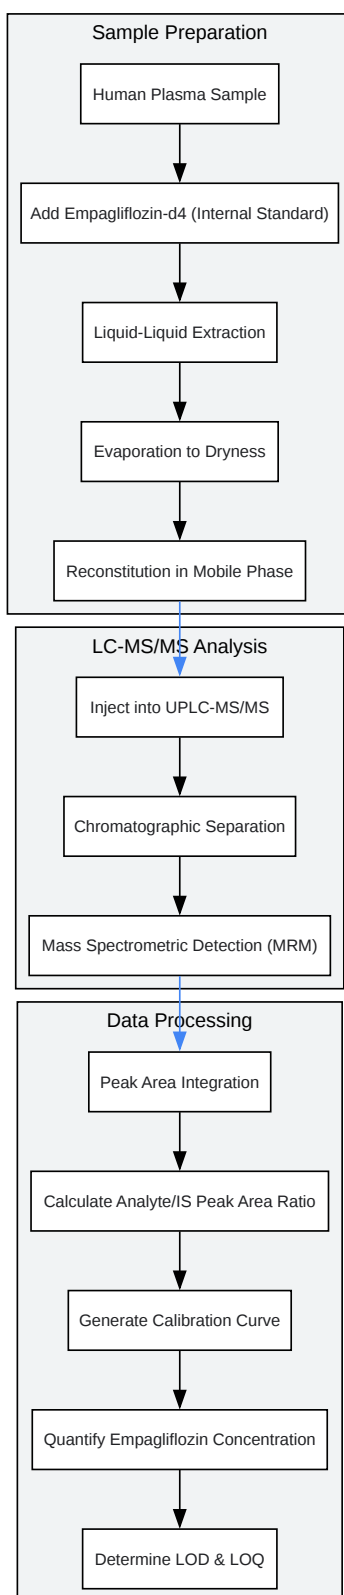 Sample Preparation
Human Plasma Sample
Add Empagliflozin-d4 (Internal Standard)
Liquid-Liquid Extraction
Evaporation to Dryness
Reconstitution in Mobile Phase
LC-MS/MS Analysis
Inject into UPLC-MS/MS
Chromatographic Separation
Mass Spectrometric Detection (MRM)
Data Processing
Peak Area Integration
Calculate Analyte/IS Peak Area Ratio
Generate Calibration Curve
Quantify Empagliflozin Concentration
Determine LOD & LOQ